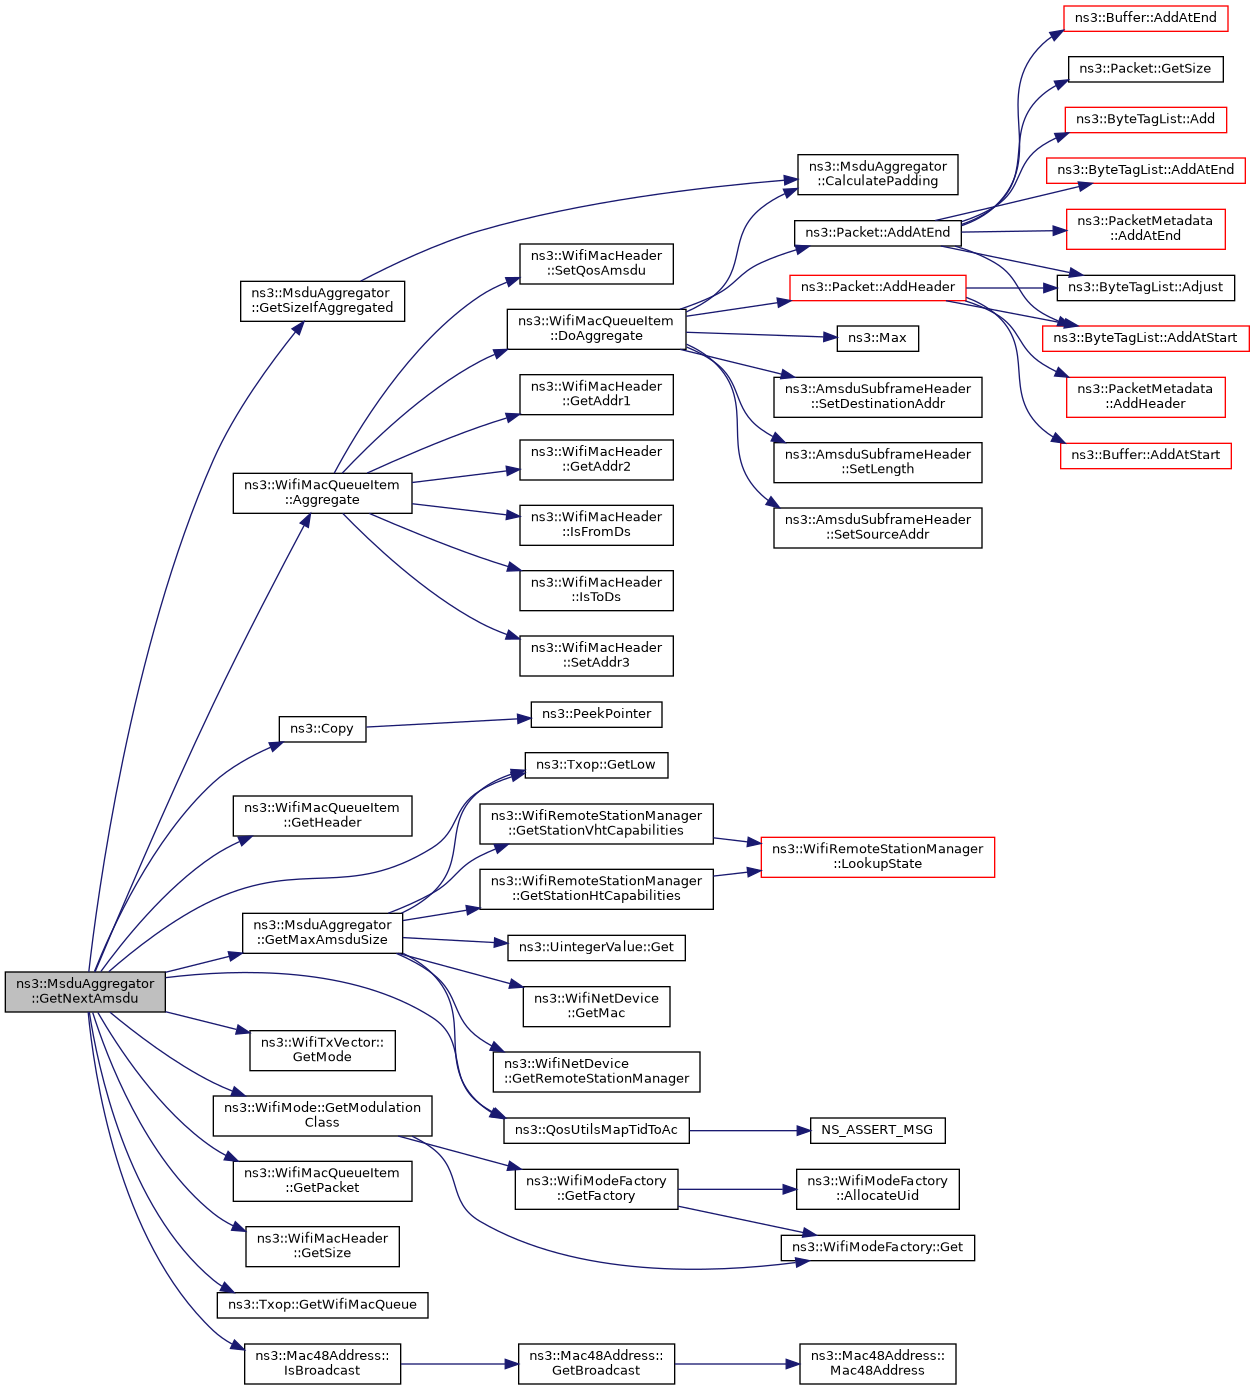 ns3::Buffer::AddAtEnd
ns3::Packet::GetSize
ns3::ByteTagList::Add
ns3::ByteTagList::AddAtEnd
ns3::MsduAggregator
::CalculatePadding
ns3::Packet::AddAtEnd
ns3::PacketMetadata
::AddAtEnd
ns3::WifiMacHeader
::SetQosAmsdu
ns3::MsduAggregator
::GetSizeIfAggregated
ns3::Packet::AddHeader
ns3::ByteTagList::Adjust
ns3::WifiMacQueueItem
::DoAggregate
ns3::Max
ns3::ByteTagList::AddAtStart
ns3::WifiMacHeader
::GetAddr1
ns3::AmsduSubframeHeader
::SetDestinationAddr
ns3::PacketMetadata
::AddHeader
ns3::WifiMacHeader
::GetAddr2
ns3::AmsduSubframeHeader
::SetLength
ns3::Buffer::AddAtStart
ns3::WifiMacQueueItem
::Aggregate
ns3::WifiMacHeader
::IsFromDs
ns3::AmsduSubframeHeader
::SetSourceAddr
ns3::WifiMacHeader
::IsToDs
ns3::WifiMacHeader
::SetAddr3
ns3::Copy
ns3::PeekPointer
ns3::Txop::GetLow
ns3::WifiMacQueueItem
::GetHeader
ns3::WifiRemoteStationManager
::GetStationVhtCapabilities
ns3::WifiRemoteStationManager
::LookupState
ns3::WifiRemoteStationManager
::GetStationHtCapabilities
ns3::MsduAggregator
::GetMaxAmsduSize
ns3::UintegerValue::Get
ns3::MsduAggregator
::GetNextAmsdu
ns3::WifiNetDevice
::GetMac
ns3::WifiTxVector::
GetMode
ns3::WifiNetDevice
::GetRemoteStationManager
ns3::WifiMode::GetModulation
Class
ns3::QosUtilsMapTidToAc
NS_ASSERT_MSG
ns3::WifiMacQueueItem
::GetPacket
ns3::WifiModeFactory
::GetFactory
ns3::WifiModeFactory
::AllocateUid
ns3::WifiMacHeader
::GetSize
ns3::WifiModeFactory::Get
ns3::Txop::GetWifiMacQueue
ns3::Mac48Address::
IsBroadcast
ns3::Mac48Address::
GetBroadcast
ns3::Mac48Address::
Mac48Address